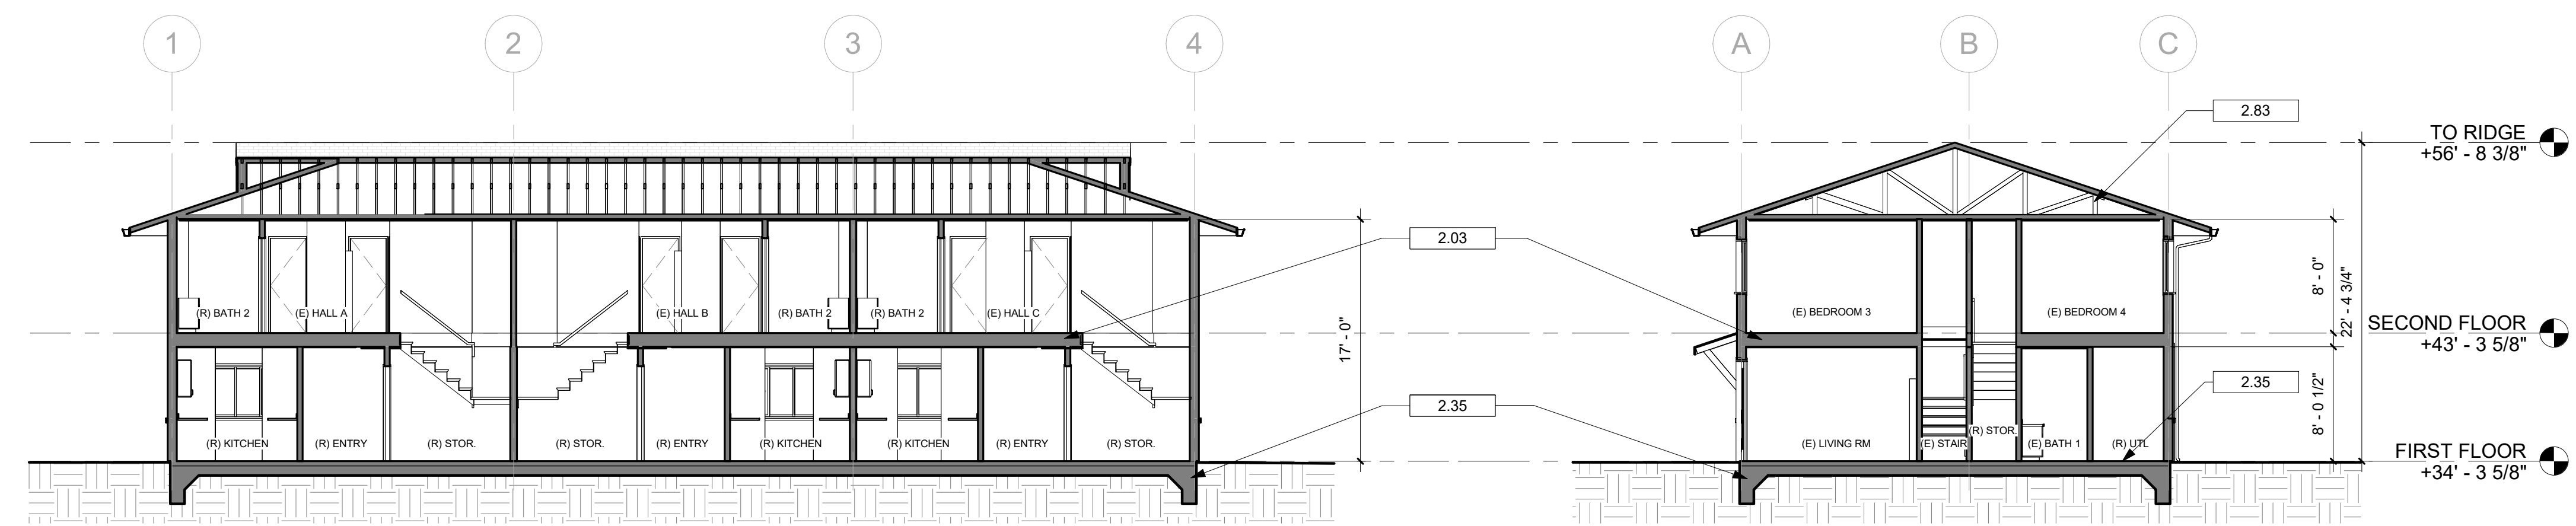 1
2
3
4
A
B
C
2.83
TO RIDGE
+56' - 8 3/8"
2.03
(R) BATH 2
(E) HALL A
(E) HALL B
(R) BATH 2
(R) BATH 2
(E) HALL C
(E) BEDROOM 3
(E) BEDROOM 4
8' - 0"
22' - 4 3/4"
17' - 0"
SECOND FLOOR
+43' - 3 5/8"
2.35
2.35
8' - 0 1/2"
(R) KITCHEN
(R) ENTRY
(R) STOR.
(R) STOR.
(R) ENTRY
(R) KITCHEN
(R) KITCHEN
(R) ENTRY
(R) STOR.
(E) LIVING RM
(E) STAIR
(R) STOR.
(E) BATH 1
(R) UTL
FIRST FLOOR
+34' - 3 5/8"